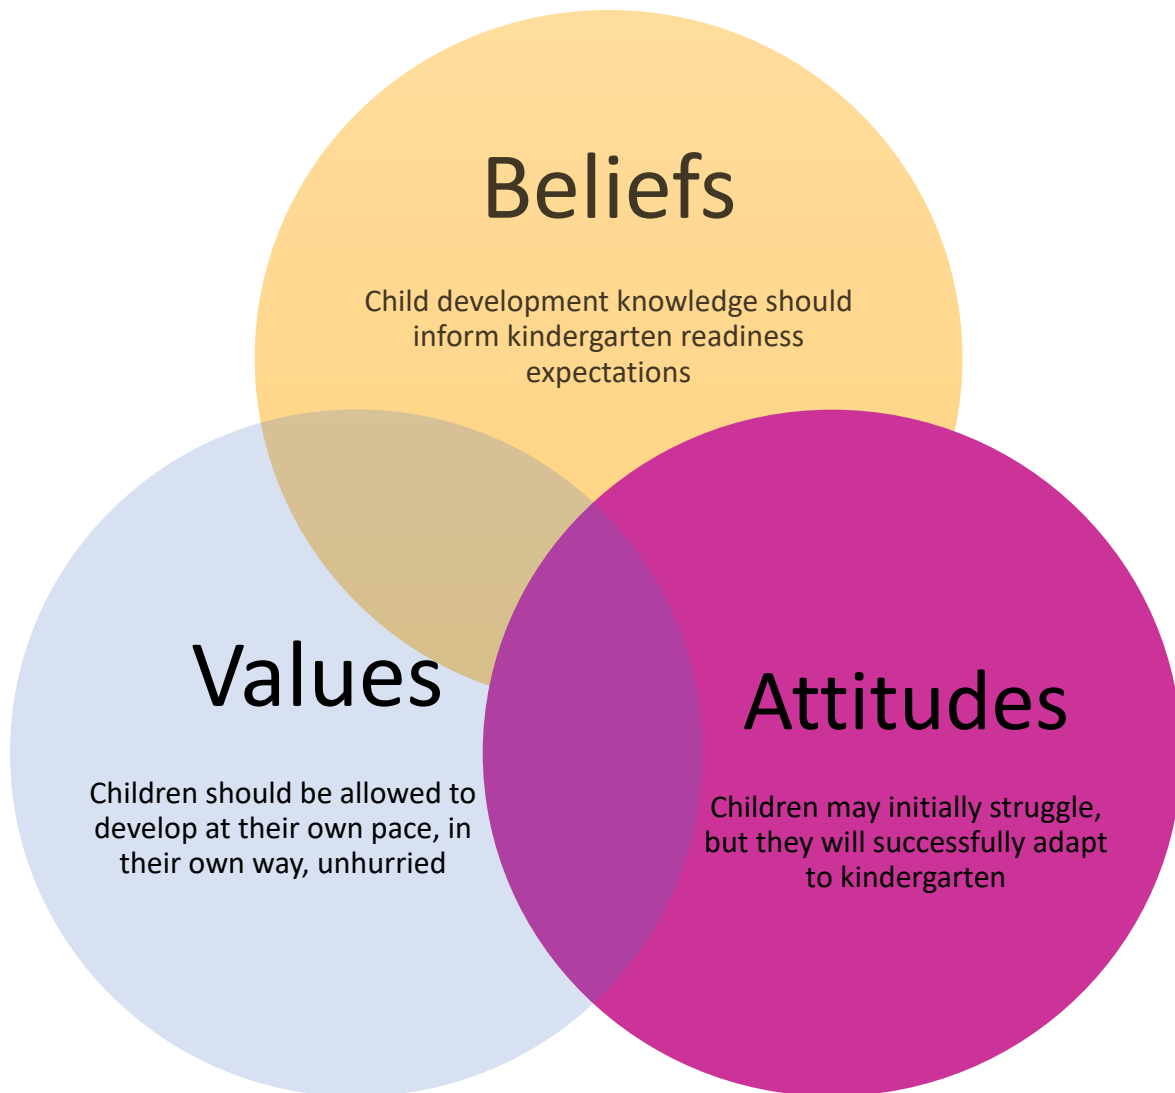 Beliefs
Child development knowledge should
inform kindergarten readiness
expectations
Values
Children should be allowed to
develop at their own pace, in
their own way, unhurried
Attitudes
Children may initially struggle,
but they will successfully adapt
to kindergarten